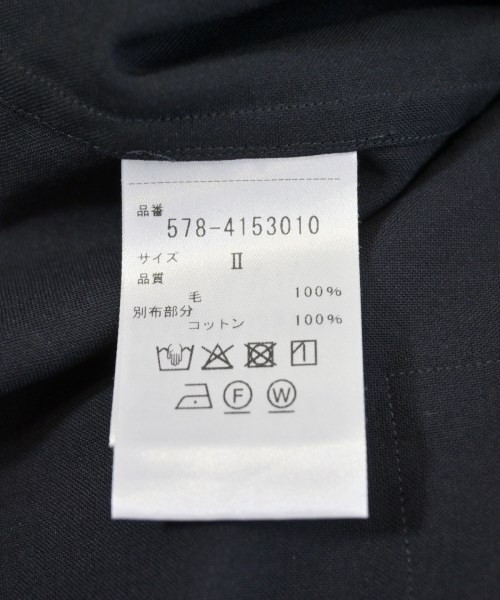 品番
578-4153010
サイズ Ⅱ
品質
毛 100%
別布部分
コットン 100%
F W